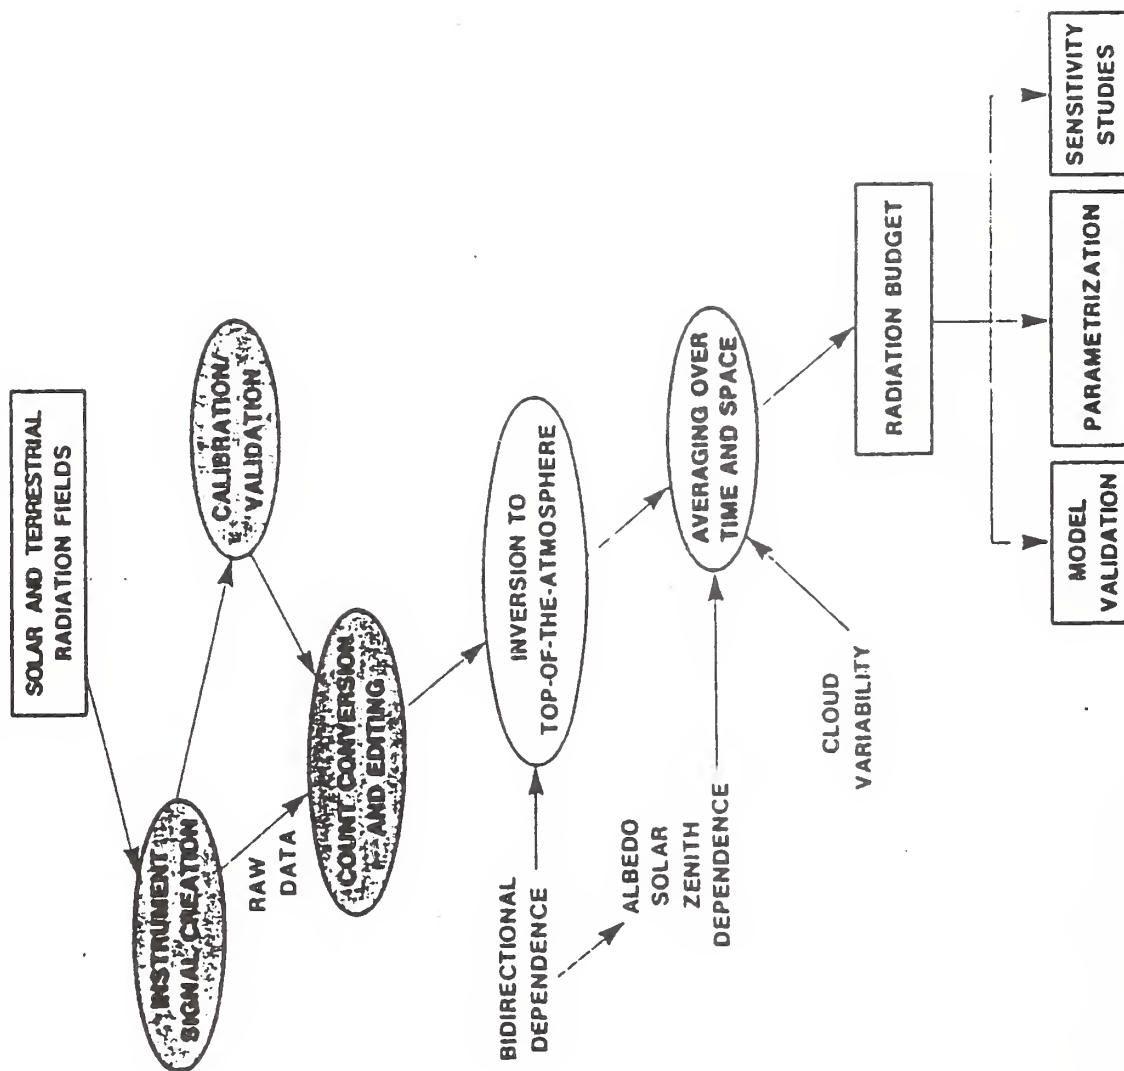 SOLAR AND TERRESTRIAL
RADIATION FIELDS
INSTRUMENT
SIGNAL CREATION
CALIBRATION/
VALIDATION
RAW
DATA
COUNT CONVERSION
AND EDITING
INVERSION TO
TOP-OF-THE-ATMOSPHERE
BIDIRECTIONAL
DEPENDENCE
ALBEDO
SOLAR
ZENITH
DEPENDENCE
AVERAGING OVER
TIME AND SPACE
CLOUD
VARIABILITY
RADIATION BUDGET
MODEL
VALIDATION
PARAMETRIZATION
SENSITIVITY
STUDIES